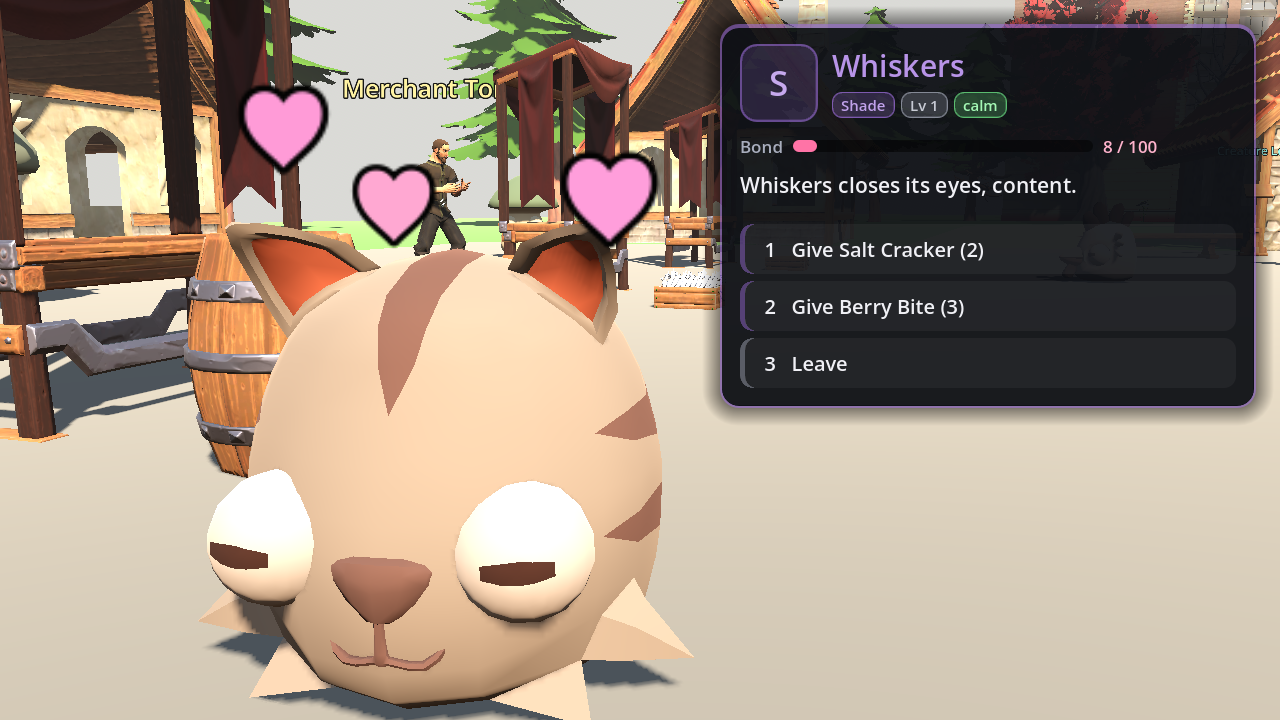 Merchant
S
Whiskers
Shade
Lv 1
calm
Bond
8 / 100
Whiskers closes its eyes, content.
1 Give Salt Cracker (2)
2 Give Berry Bite (3)
3 Leave